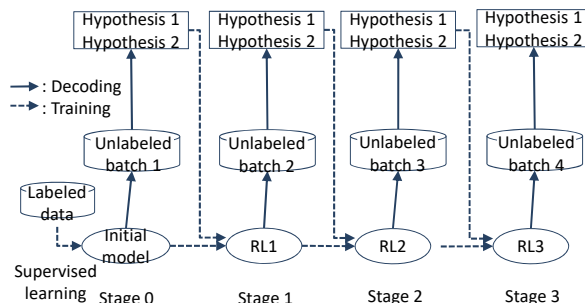 Hypothesis 1
Hypothesis 2
Hypothesis 1
Hypothesis 2
Hypothesis 1
Hypothesis 2
Hypothesis 1
Hypothesis 2
: Decoding
: Training
Unlabeled
batch 1
Unlabeled
batch 2
Unlabeled
batch 3
Unlabeled
batch 4
Labeled
data
Initial
model
RL1
RL2
RL3
Supervised
learning
Stage 0
Stage 1
Stage 2
Stage 3